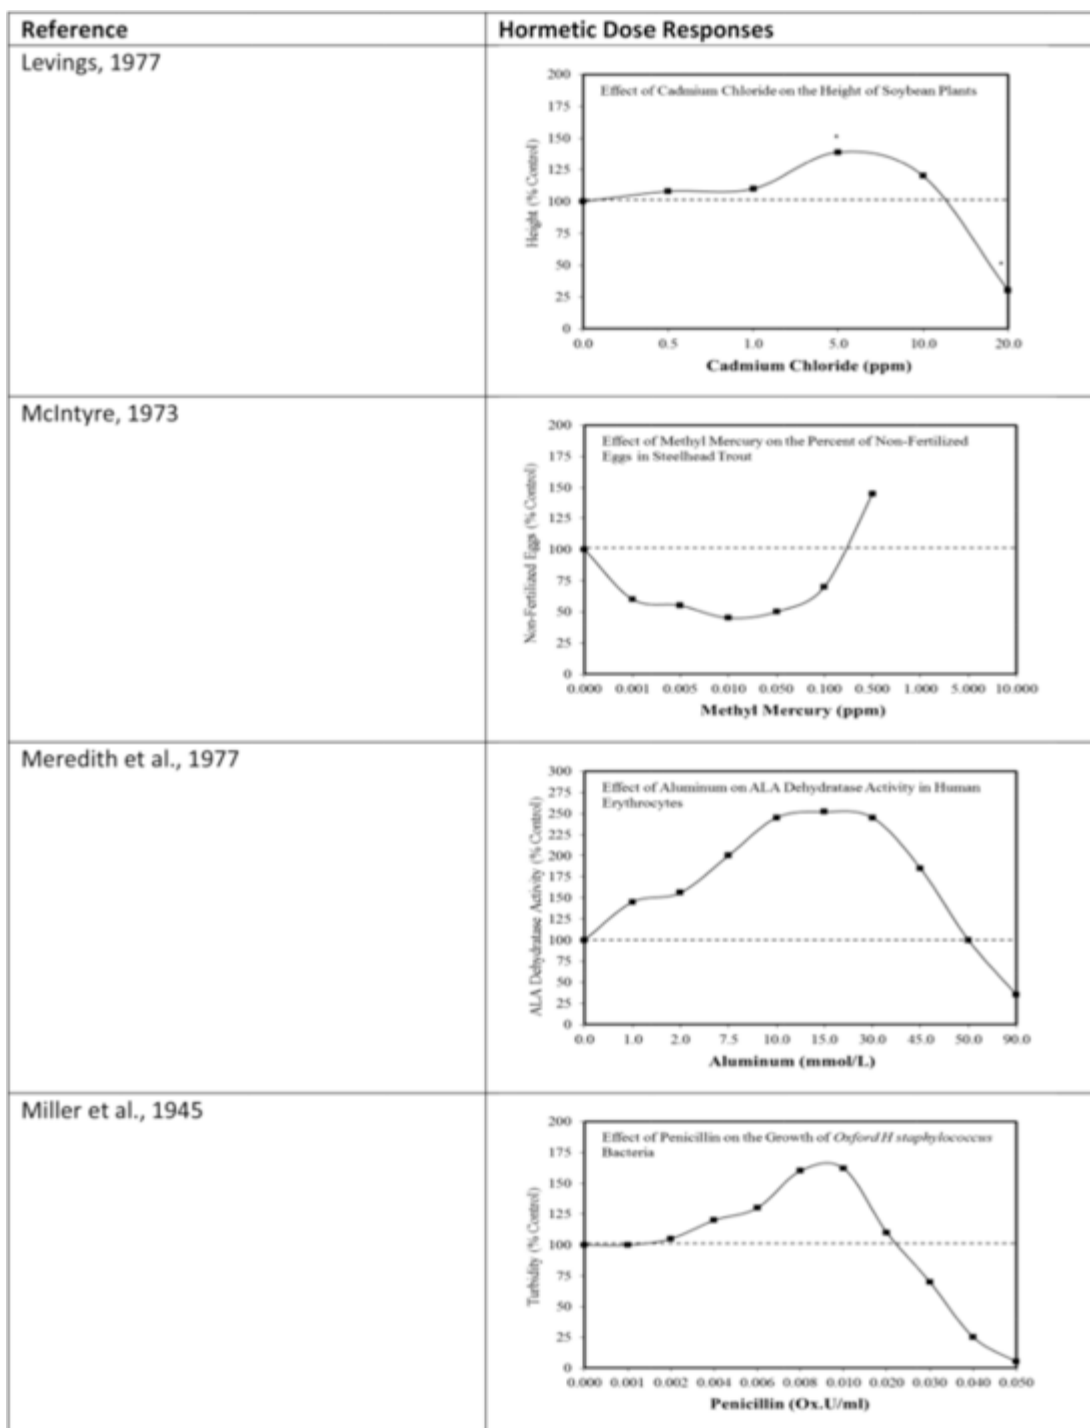 Reference
Hormetic Dose Responses
Levings, 1977
Effect of Cadmium Chloride on the Height of Soybean Plants
Height (% Control)
200
175
150
125
100
75
50
25
0
0.0 0.5 1.0 5.0 10.0 20.0
Cadmium Chloride (ppm)
McIntyre, 1973
Effect of Methyl Mercury on the Percent of Non-Fertilized
Eggs in Steelhead Trout
Non-Fertilized Eggs (% Control)
200
175
150
125
100
75
50
25
0
0.000 0.001 0.005 0.010 0.050 0.100 0.500 1.000 5.000 10.000
Methyl Mercury (ppm)
Meredith et al., 1977
Effect of Aluminum on ALA Dehydratase Activity in Human
Erythrocytes
ALA Dehydratase Activity (% Control)
300
275
250
225
200
175
150
125
100
75
50
25
0
0.0 1.0 2.0 7.5 10.0 15.0 30.0 45.0 50.0 90.0
Aluminum (mmol/L)
Miller et al., 1945
Effect of Penicillin on the Growth of Oxford H staphylococcus
Bacteria
Turbidity (% Control)
200
175
150
125
100
75
50
25
0
0.000 0.001 0.002 0.004 0.006 0.008 0.010 0.020 0.030 0.040 0.050
Penicillin (Ox.U/ml)